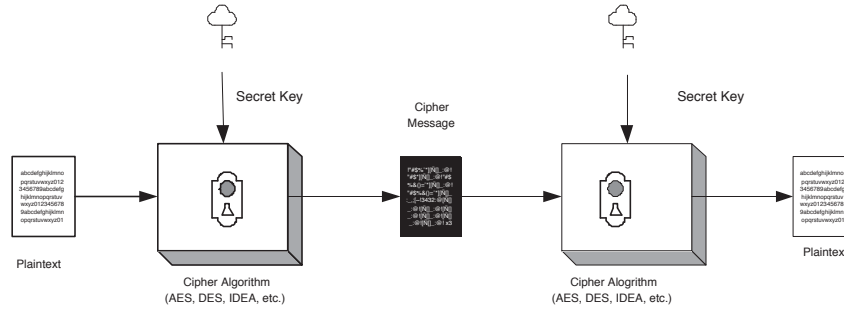 Secret Key
Secret Key
Cipher
Message
abcdefghijklmno
pqrstuvwxyz012
3456789abcdefg
hijklmnopqrstuv
wxyz012345678
9abcdefghijklmn
opqrstuvwxyz01
Plaintext
Cipher Algorithm
(AES, DES, IDEA, etc.)
Cipher Alogrithm
(AES, DES, IDEA, etc.)
abcdefghijklmno
pqrstuvwxyz012
3456789abcdefg
hijklmnopqrstuv
wxyz012345678
9abcdefghijklmn
opqrstuvwxyz01
Plaintex